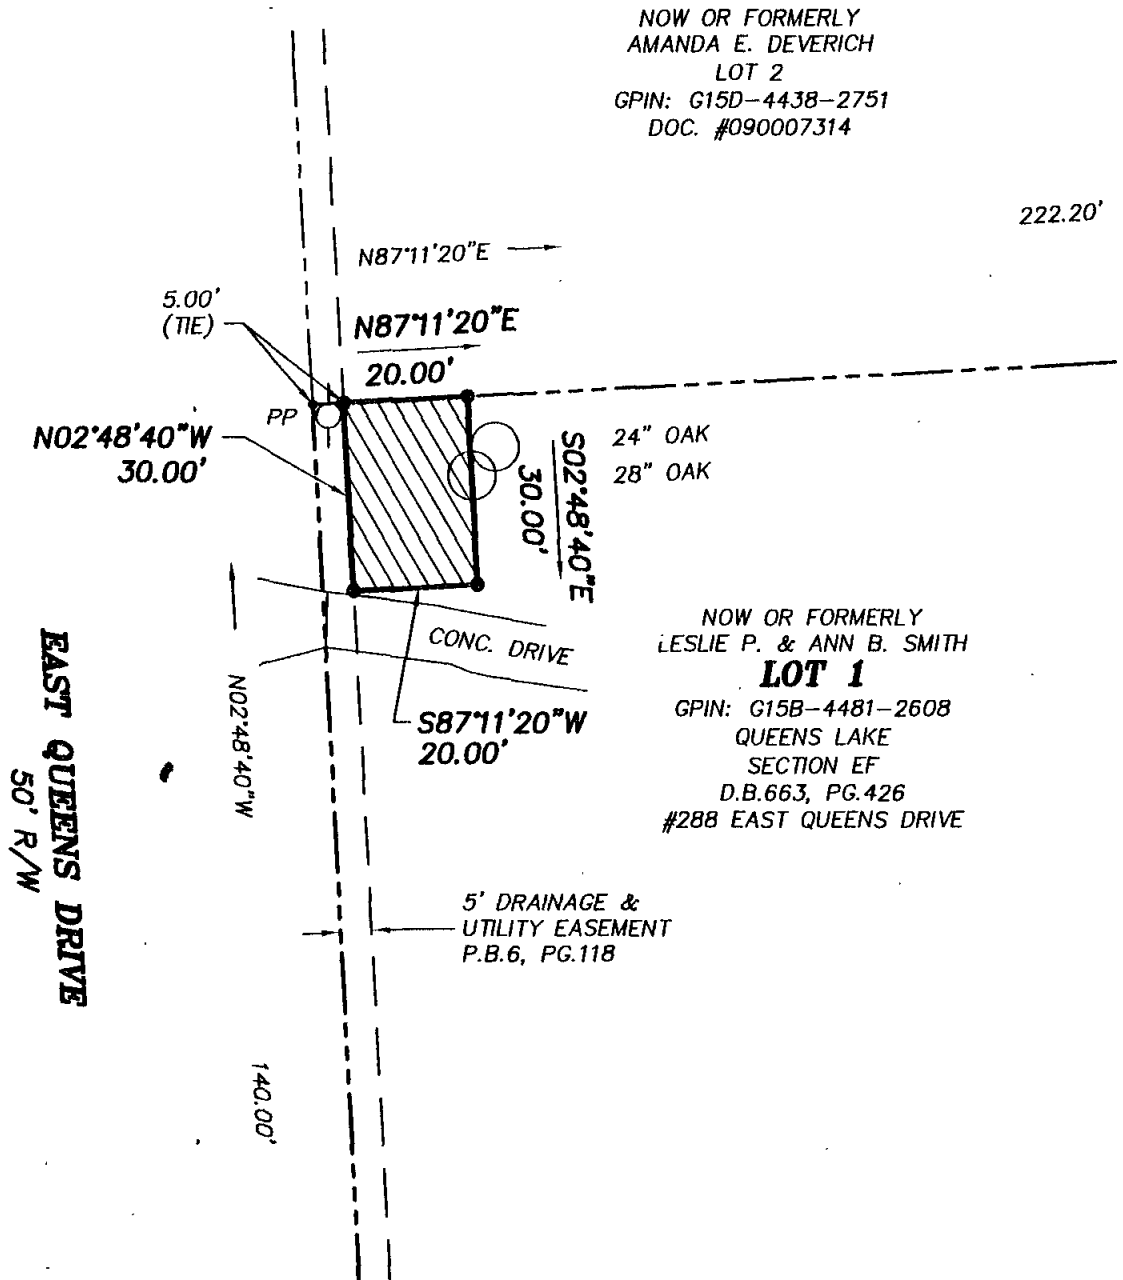 NOW OR FORMERLY
AMANDA E. DEVERICH
LOT 2
GPIN: G15D-4438-2751
DOC. #090007314
222.20'
N87°11'20"E
5.00'
(TIE)
N87°11'20"E
20.00'
PP
N02°48'40"W
30.00'
24" OAK
28" OAK
S02°48'40"E
30.00'
CONC. DRIVE
NOW OR FORMERLY
LESLIE P. & ANN B. SMITH
LOT 1
GPIN: G15B-4481-2608
QUEENS LAKE
SECTION EF
D.B.663, PG.426
#288 EAST QUEENS DRIVE
S87°11'20"W
20.00'
N02°48'40"W
EAST QUEENS DRIVE
50' R/W
5' DRAINAGE &
UTILITY EASEMENT
P.B.6, PG.118
140.00'